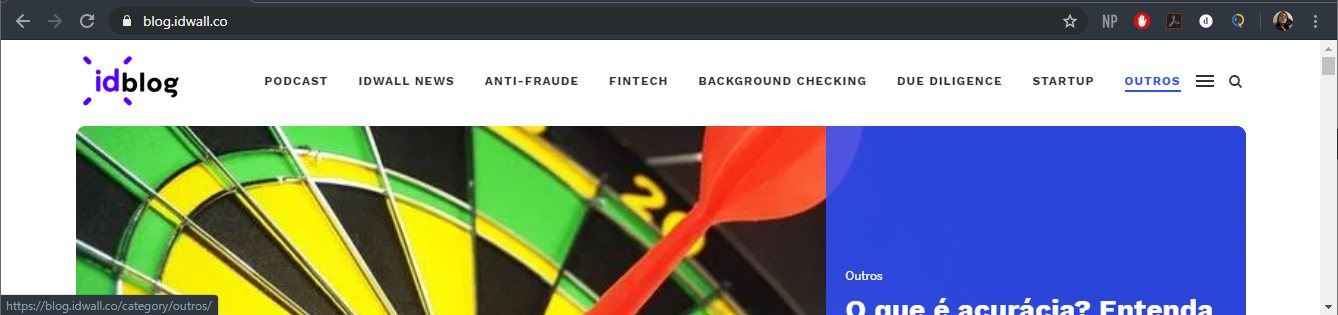 blog.idwall.co
NP
d
idblog
PODCAST IDWALL NEWS ANTI-FRAUDE FINTECH BACKGROUND CHECKING DUE DILIGENCE STARTUP OUTROS
20
Outros
O que é acurácia? Entenda
https://blog.idwall.co/category/outros/